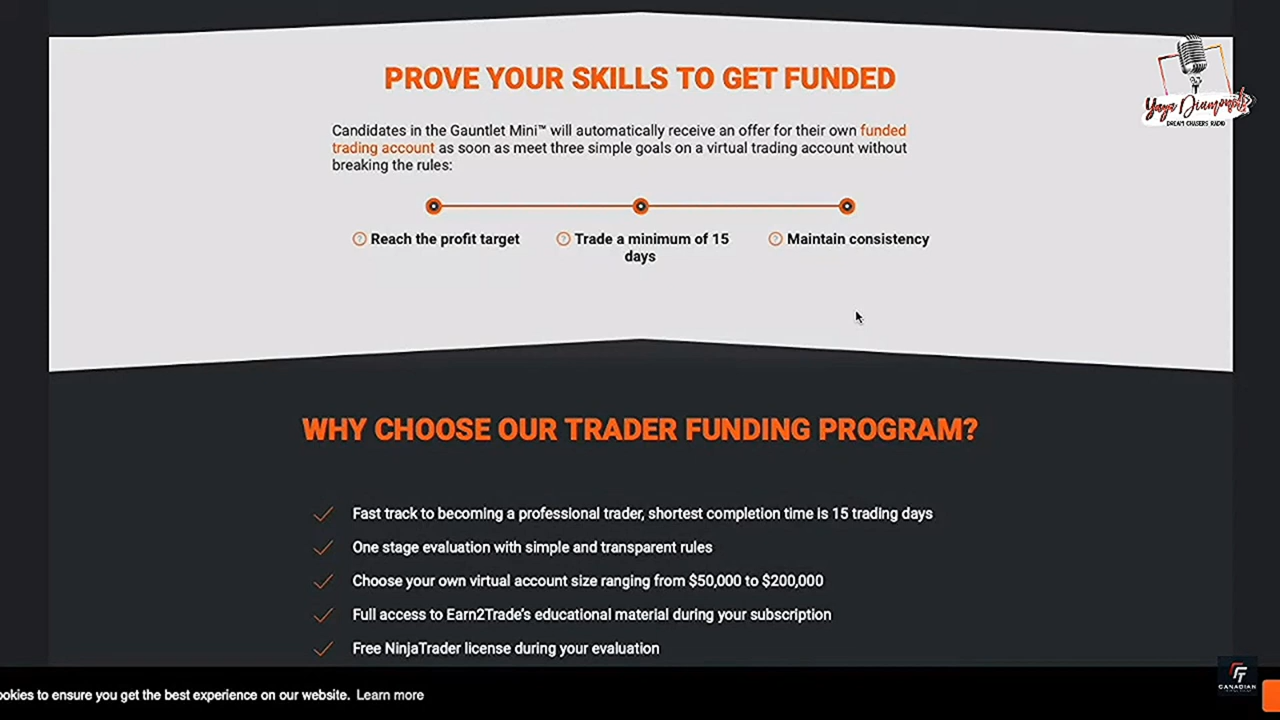 PROVE YOUR SKILLS TO GET FUNDED
Candidates in the Gauntlet Mini™ will automatically receive an offer for their own funded
trading account as soon as meet three simple goals on a virtual trading account without
breaking the rules:
Reach the profit target
Trade a minimum of 15
days
Maintain consistency
WHY CHOOSE OUR TRADER FUNDING PROGRAM?
Fast track to becoming a professional trader, shortest completion time is 15 trading days
One stage evaluation with simple and transparent rules
Choose your own virtual account size ranging from $50,000 to $200,000
Full access to Earn2Trade's educational material during your subscription
Free NinjaTrader license during your evaluation
ookies to ensure you get the best experience on our website. Learn more
DREAM CHASERS RADIO
CANADIAN